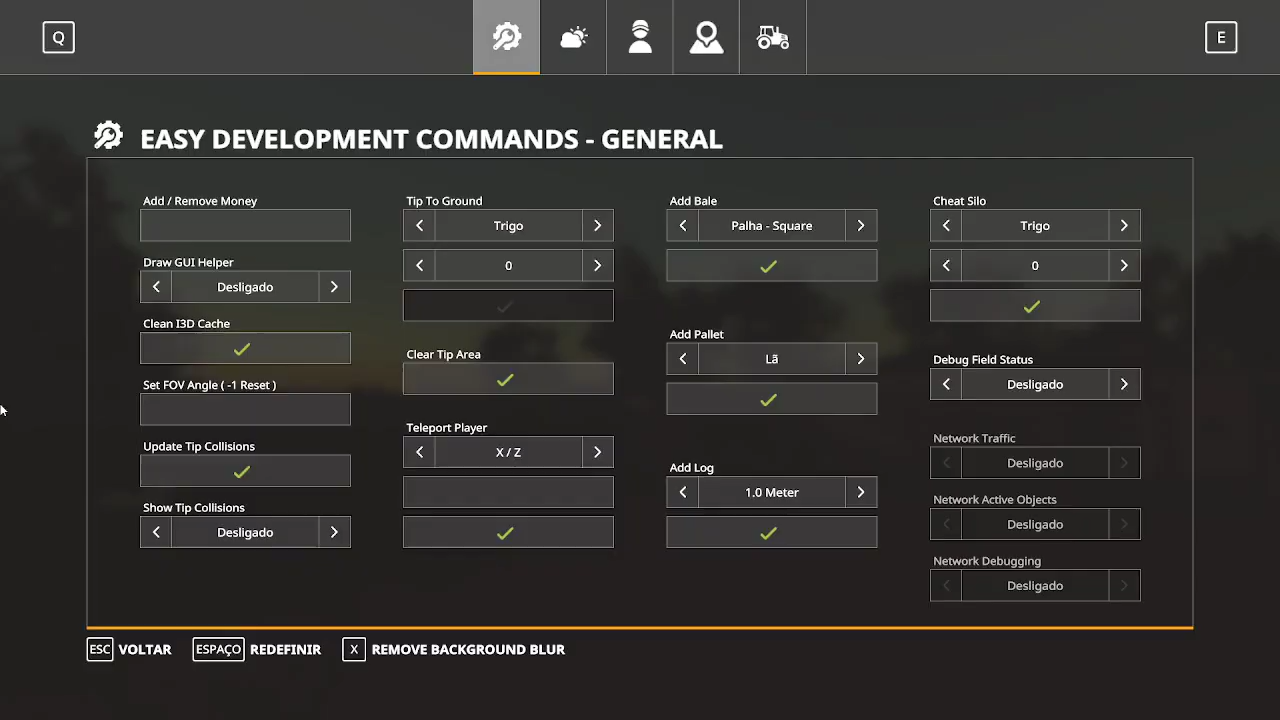 Q
E
EASY DEVELOPMENT COMMANDS - GENERAL
Add / Remove Money
Draw GUI Helper
Desligado
Clean I3D Cache
Set FOV Angle ( -1 Reset )
Update Tip Collisions
Show Tip Collisions
Desligado
Tip To Ground
Trigo
0
Clear Tip Area
Teleport Player
X / Z
Add Bale
Palha - Square
Add Pallet
Lã
Add Log
1.0 Meter
Cheat Silo
Trigo
0
Debug Field Status
Desligado
Network Traffic
Desligado
Network Active Objects
Desligado
Network Debugging
Desligado
ESC VOLTAR ESPAÇO REDEFINIR X REMOVE BACKGROUND BLUR